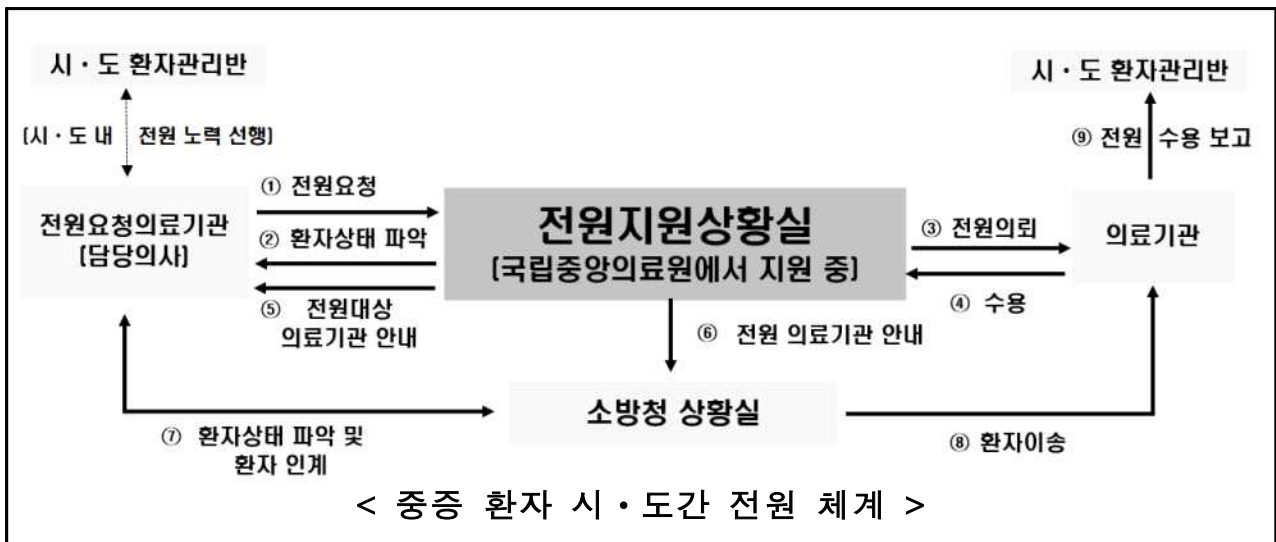 시·도 환자관리반
시·도 환자관리반
(시·도 내 전원 노력 선행)
⑨ 전원 수용 보고
① 전원요청
전원요청의료기관
(담당의사)
② 환자상태 파악
전원지원상황실
(국립중앙의료원에서 지원 중)
③ 전원의뢰
의료기관
④ 수용
⑤ 전원대상
의료기관 안내
⑥ 전원 의료기관 안내
소방청 상황실
⑦ 환자상태 파악 및
환자 인계
⑧ 환자이송
< 중증 환자 시·도간 전원 체계 >